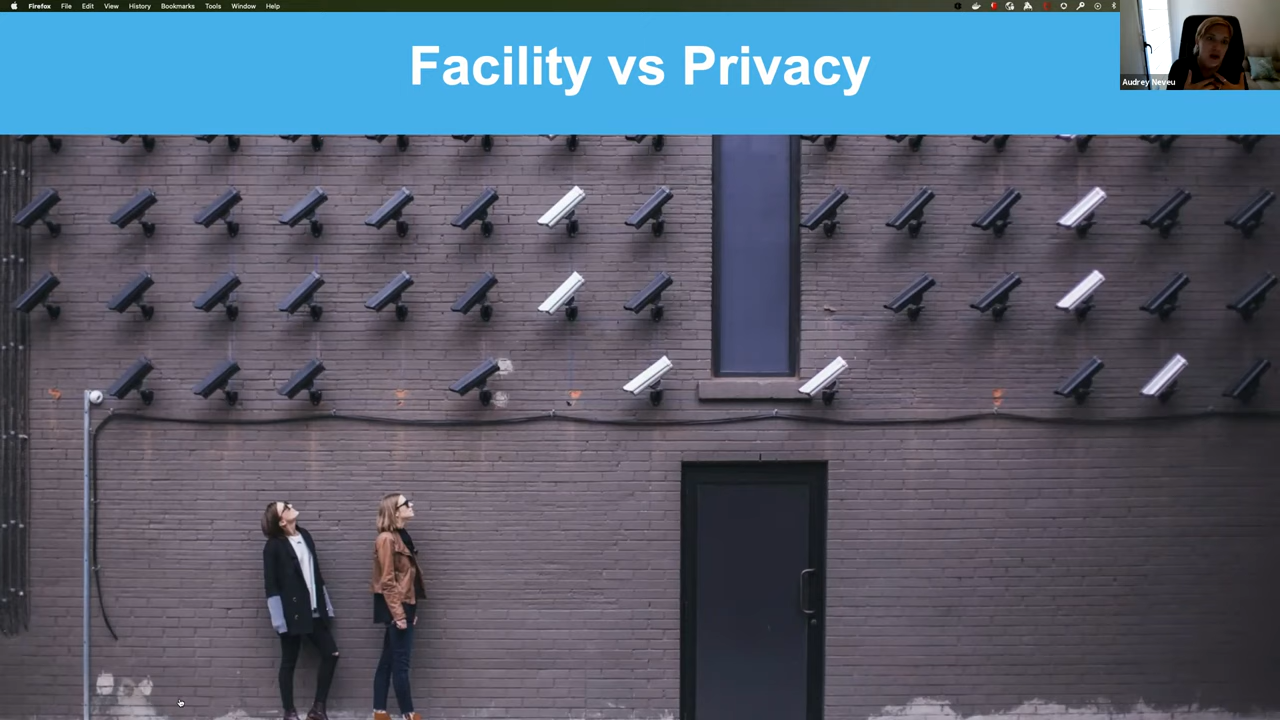 Firefox File Edit View History Bookmarks Tools Window Help
Facility vs Privacy
Audrey Neveu